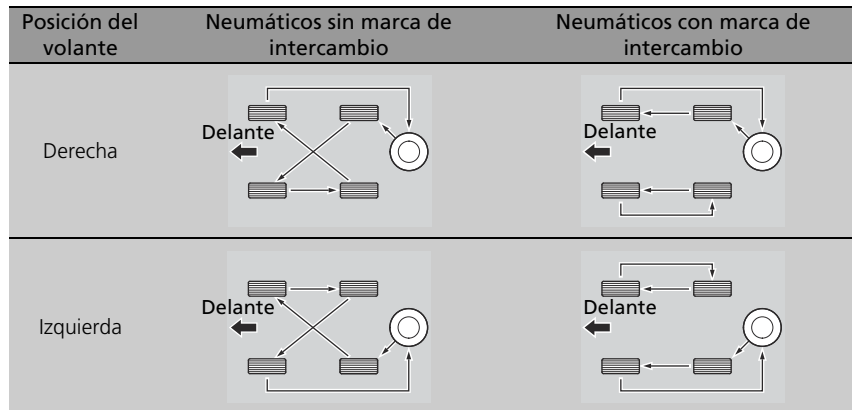 Posición del
volante
Neumáticos sin marca de
intercambio
Neumáticos con marca de
intercambio
Derecha
Delante
Delante
Izquierda
Delante
Delante